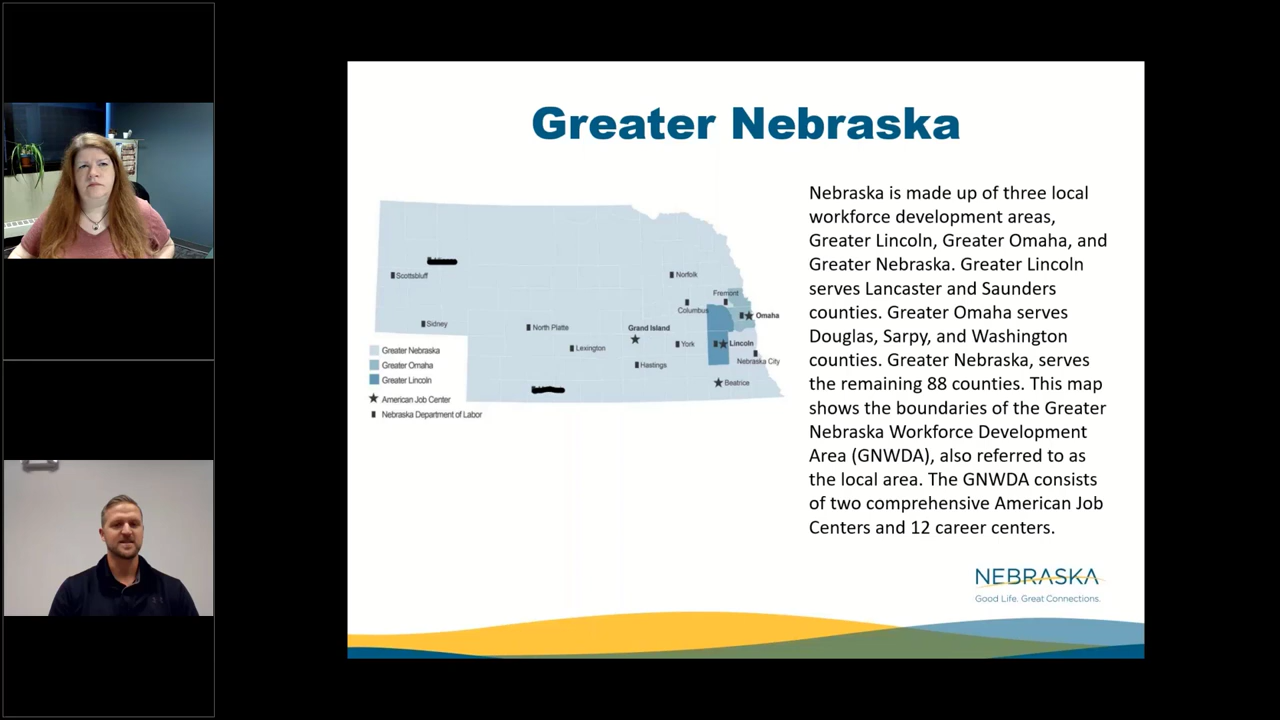 Greater Nebraska
Nebraska is made up of three local
workforce development areas,
Greater Lincoln, Greater Omaha, and
Greater Nebraska. Greater Lincoln
serves Lancaster and Saunders
counties. Greater Omaha serves
Douglas, Sarpy, and Washington
counties. Greater Nebraska, serves
the remaining 88 counties. This map
shows the boundaries of the Greater
Nebraska Workforce Development
Area (GNWDA), also referred to as
the local area. The GNWDA consists
of two comprehensive American Job
Centers and 12 career centers.
Scottsbluff
Norfolk
Fremont
Columbus
Omaha
Sidney
North Platte
Grand Island
Lexington
York
Lincoln
Nebraska City
Hastings
Beatrice
Greater Nebraska
Greater Omaha
Greater Lincoln
American Job Center
Nebraska Department of Labor
NEBRASKA
Good Life. Great Connections.